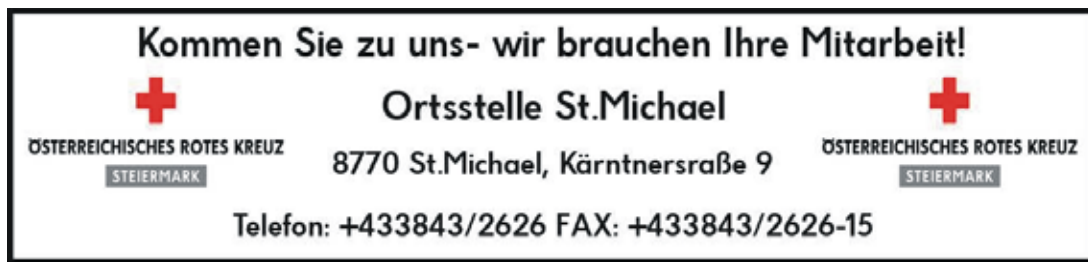 Kommen Sie zu uns- wir brauchen Ihre Mitarbeit!
Ortsstelle St.Michael
ÖSTERREICHISCHES ROTES KREUZ
STEIERMARK
8770 St.Michael, Kärntnersraße 9
ÖSTERREICHISCHES ROTES KREUZ
STEIERMARK
Telefon: +433843/2626 FAX: +433843/2626-15